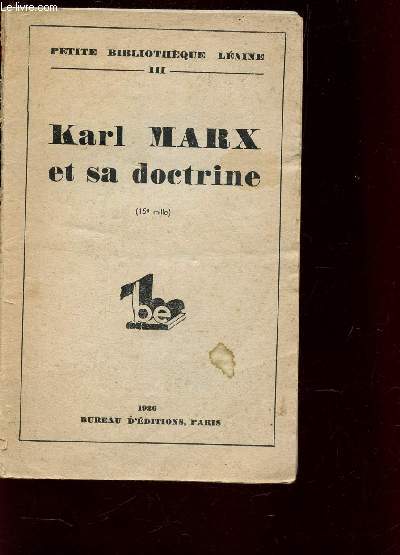 Le-livre.com
PETITE BIBLIOTHÈQUE LÉNINE
III
Karl MARX
et sa doctrine
(15e mille)
be
1936
BUREAU D'ÉDITIONS, PARIS